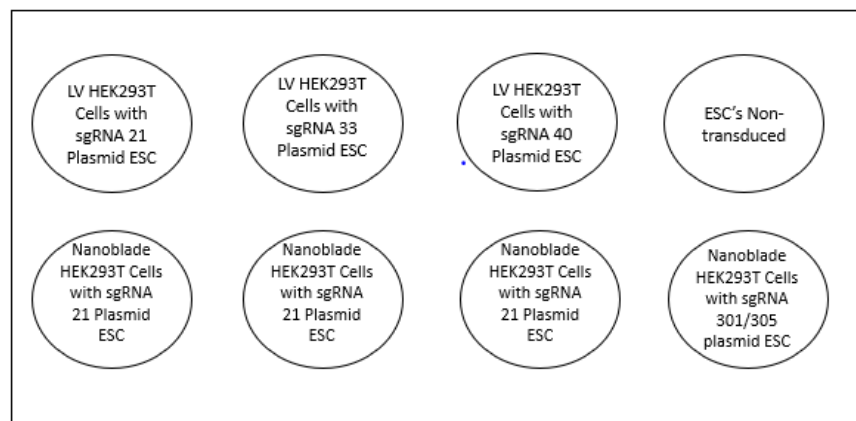 LV HEK293T
Cells with
sgRNA 21
Plasmid ESC
LV HEK293T
Cells with
sgRNA 33
Plasmid ESC
LV HEK293T
Cells with
sgRNA 40
Plasmid ESC
ESC's Non-
transduced
Nanoblade
HEK293T Cells
with sgRNA
21 Plasmid
ESC
Nanoblade
HEK293T Cells
with sgRNA
21 Plasmid
ESC
Nanoblade
HEK293T Cells
with sgRNA
21 Plasmid
ESC
Nanoblade
HEK293T Cells
with sgRNA
301/305
plasmid ESC